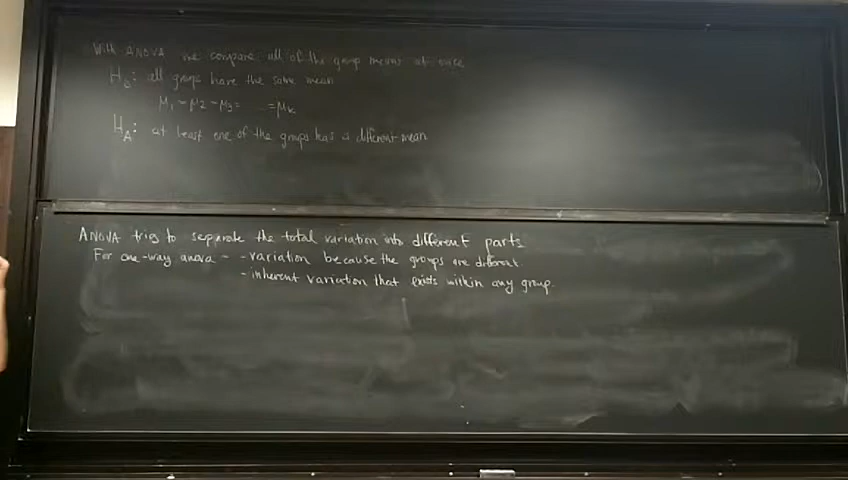 With ANOVA we compare all of the group means at once
H₀: all groups have the same mean
μ₁ = μ₂ = μ₃ = ... = μₖ
H_A: at least one of the groups has a different mean
ANOVA tries to separate the total variation into different parts
For one-way anova - - variation because the groups are different
- inherent variation that exists within any group.